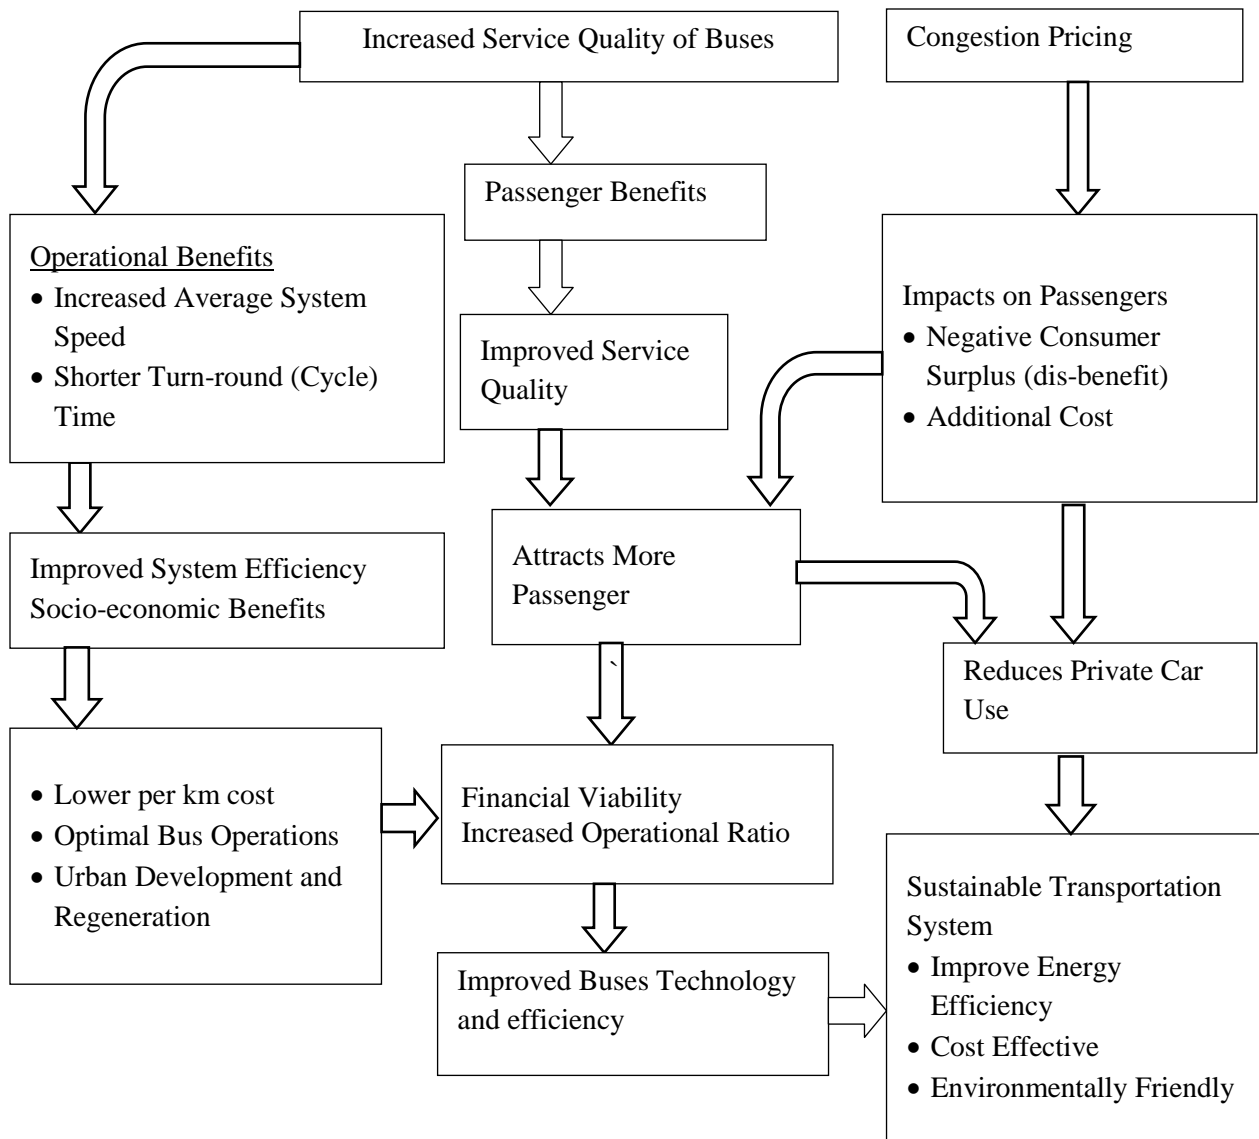 Increased Service Quality of Buses
Congestion Pricing
Passenger Benefits
Operational Benefits
• Increased Average System
Speed
• Shorter Turn-round (Cycle)
Time
Impacts on Passengers
• Negative Consumer
Surplus (dis-benefit)
• Additional Cost
Improved Service
Quality
Attracts More
Passenger
Improved System Efficiency
Socio-economic Benefits
Reduces Private Car
Use
• Lower per km cost
• Optimal Bus Operations
• Urban Development and
Regeneration
`
Financial Viability
Increased Operational Ratio
Sustainable Transportation
System
• Improve Energy
Efficiency
• Cost Effective
• Environmentally Friendly
Improved Buses Technology
and efficiency